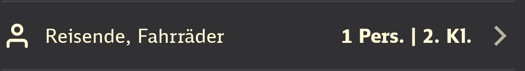 Reisende, Fahrräder 1 Pers. | 2. Kl.